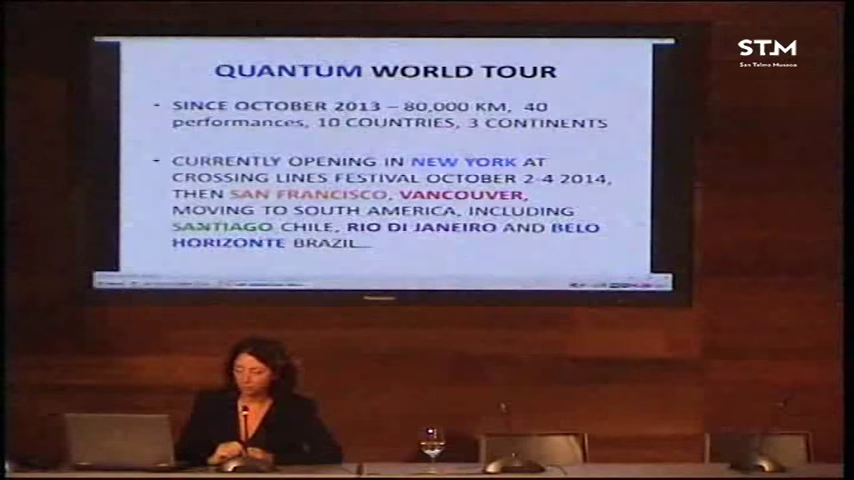 STM
San Telmo Museoa
QUANTUM WORLD TOUR
- SINCE OCTOBER 2013 – 80,000 KM, 40
performances, 10 COUNTRIES, 3 CONTINENTS
- CURRENTLY OPENING IN NEW YORK AT
CROSSING LINES FESTIVAL OCTOBER 2-4 2014,
THEN SAN FRANCISCO, VANCOUVER,
MOVING TO SOUTH AMERICA, INCLUDING
SANTIAGO CHILE, RIO DI JANEIRO AND BELO
HORIZONTE BRAZIL...